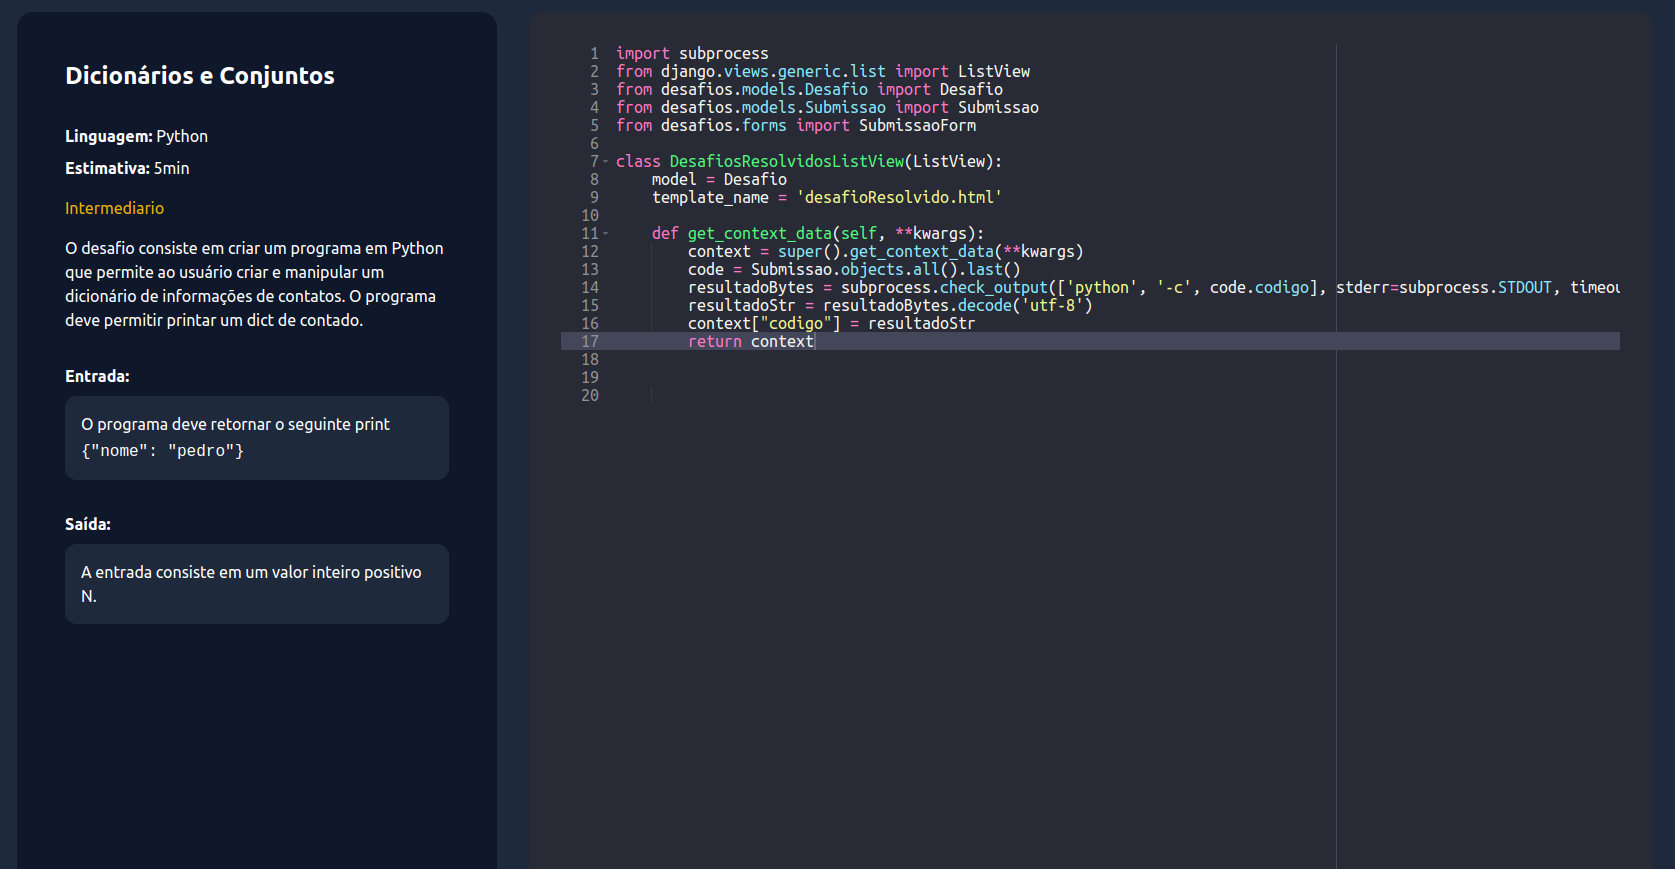 Dicionários e Conjuntos
Linguagem: Python
Estimativa: 5min
Intermediario
O desafio consiste em criar um programa em Python
que permite ao usuário criar e manipular um
dicionário de informações de contatos. O programa
deve permitir printar um dict de contado.
Entrada:
O programa deve retornar o seguinte print
{"nome": "pedro"}
Saída:
A entrada consiste em um valor inteiro positivo
N.
1 import subprocess
2 from django.views.generic.list import ListView
3 from desafios.models.Desafio import Desafio
4 from desafios.models.Submissao import Submissao
5 from desafios.forms import SubmissaoForm
6
7 class DesafiosResolvidosListView(ListView):
8 model = Desafio
9 template_name = 'desafioResolvido.html'
10
11 def get_context_data(self, **kwargs):
12 context = super().get_context_data(**kwargs)
13 code = Submissao.objects.all().last()
14 resultadoBytes = subprocess.check_output(['python', '-c', code.codigo], stderr=subprocess.STDOUT, timeou
15 resultadoStr = resultadoBytes.decode('utf-8')
16 context["codigo"] = resultadoStr
17 return context
18
19
20